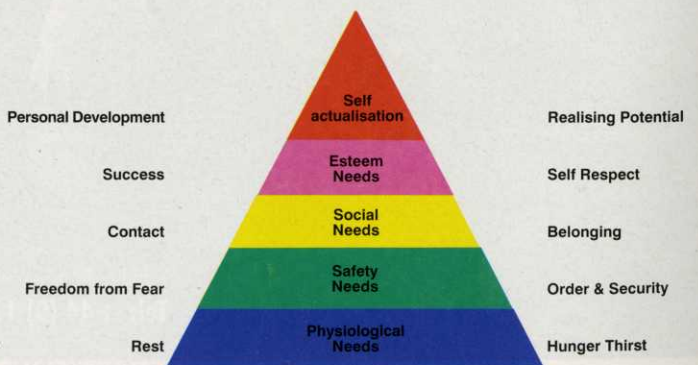 Self
actualisation
Personal Development
Realising Potential
Esteem
Needs
Success
Self Respect
Social
Needs
Contact
Belonging
Safety
Needs
Freedom from Fear
Order & Security
Physiological
Needs
Rest
Hunger Thirst